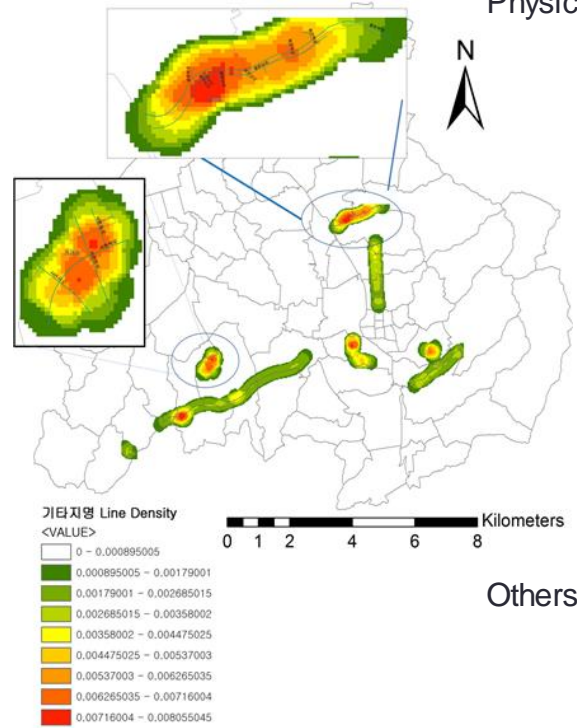 Physic
N
기타지명 Line Density
<VALUE>
0 - 0.000895005
0.000895005 - 0.00179001
0.00179001 - 0.002685015
0.002685015 - 0.00358002
0.00358002 - 0.004475025
0.004475025 - 0.00537003
0.00537003 - 0.006265035
0.006265035 - 0.00716004
0.00716004 - 0.008055045
Kilometers
0 1 2 4 6 8
Others